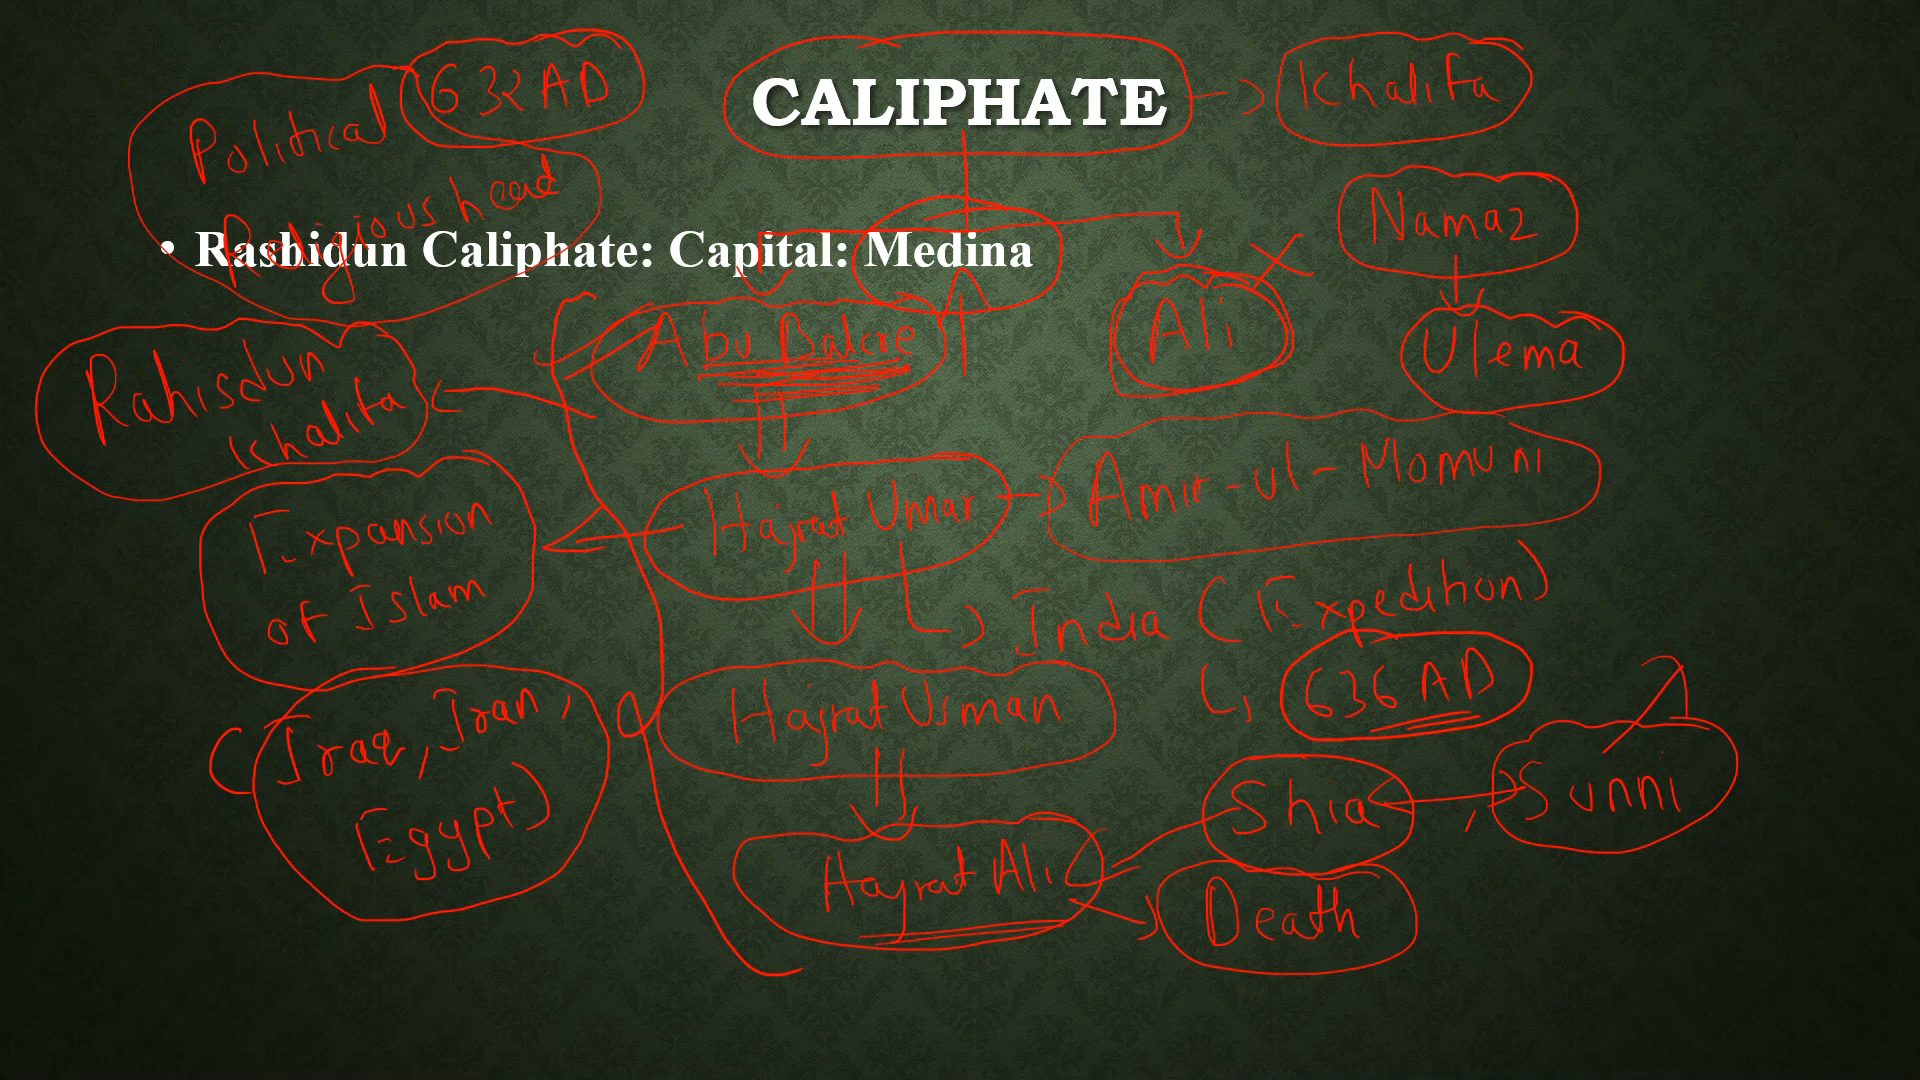 CALIPHATE
Khalifa
632 AD
Political
Religious head
• Rashidun Caliphate: Capital: Medina
Namaz
Ulema
Abu Bakre
Ali
Rahisdun
Khalifa
Hajrat Umar
Amir-ul-Momuni
Expansion
of Islam
India (Expedition)
636 AD
Hajrat Usman
(Iraq, Iran,
Egypt)
Shia
Sunni
Hajrat Ali
Death